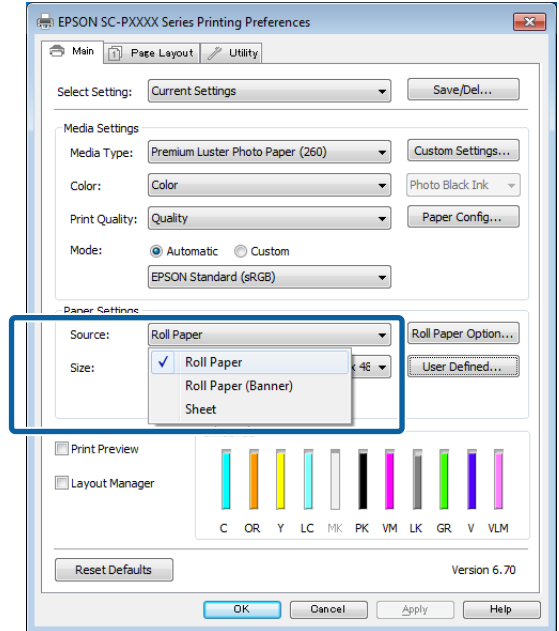 EPSON SC-PXXXX Series Printing Preferences
Main Page Layout Utility
Select Setting: Current Settings Save/Del...
Media Settings
Media Type: Premium Luster Photo Paper (260) Custom Settings...
Color: Color Photo Black Ink
Print Quality: Quality Paper Config...
Mode: Automatic Custom
EPSON Standard (sRGB)
Paper Settings
Source: Roll Paper Roll Paper Option...
Roll Paper
Size: x 48 User Defined...
Roll Paper (Banner)
Sheet
Print Preview
Layout Manager
C OR Y LC MK PK VM LK GR V VLM
Reset Defaults Version 6.70
OK Cancel Apply Help